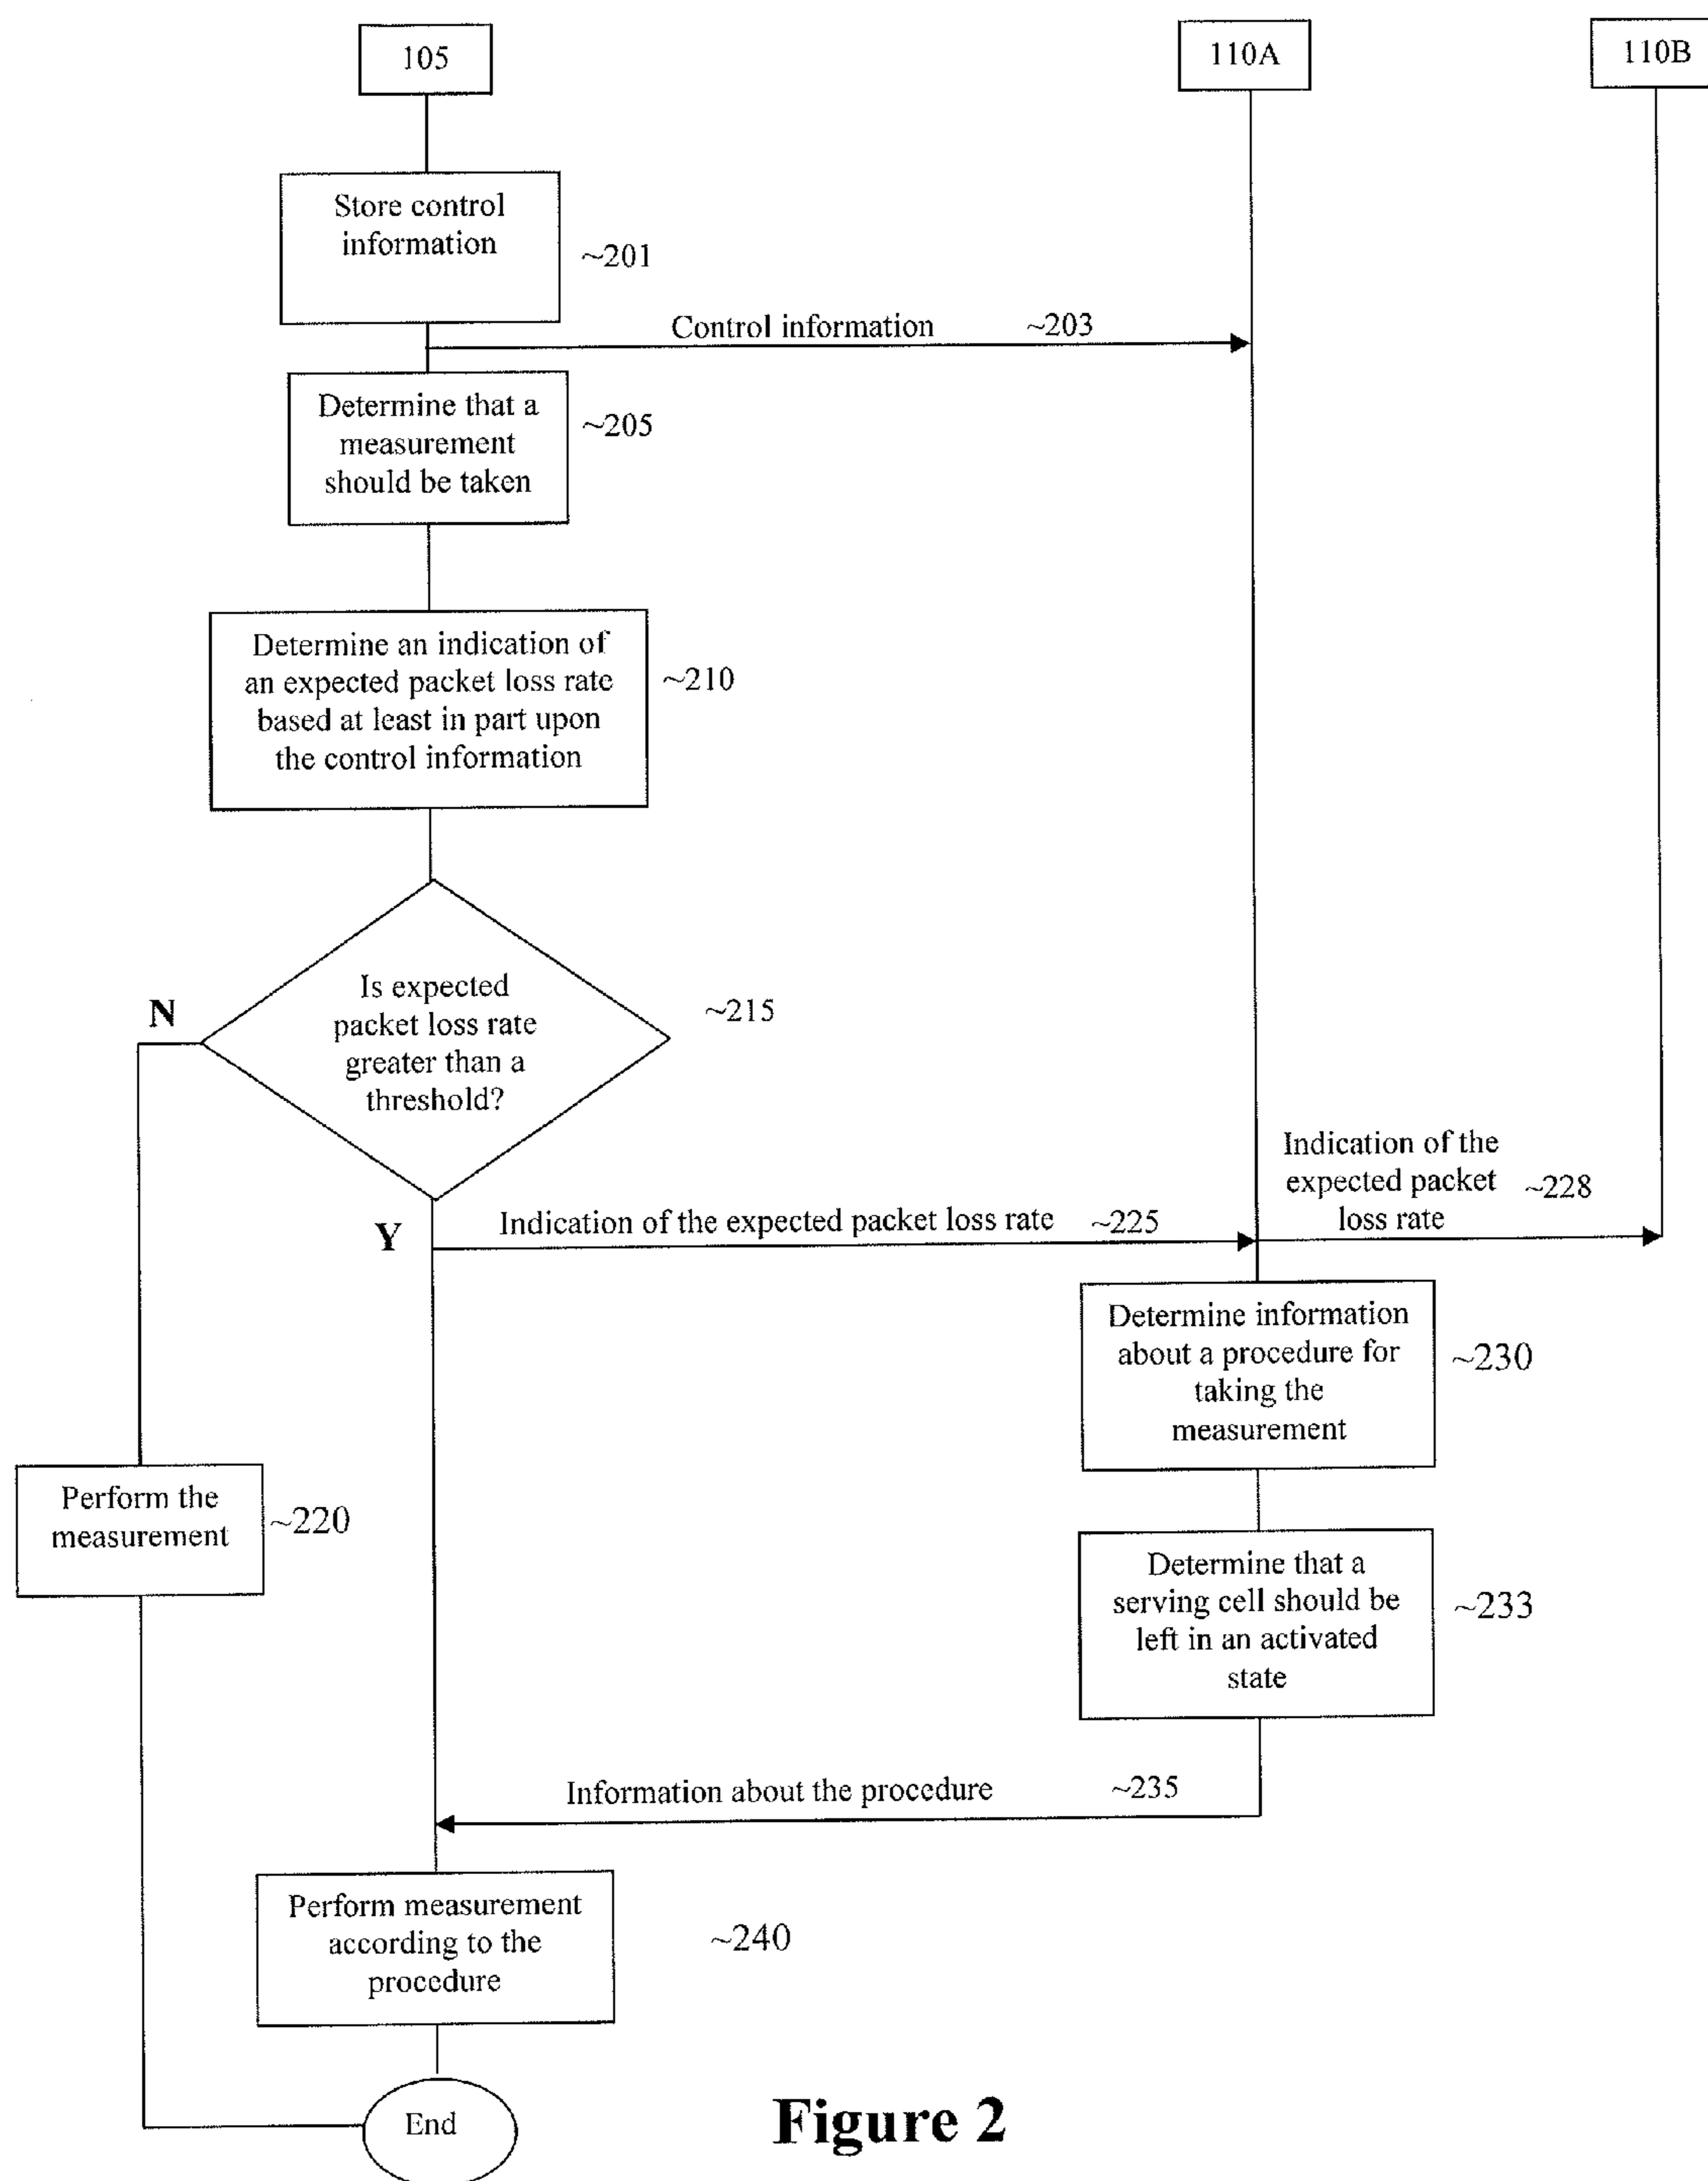 105
110A
110B
Store control
information
~201
Control information
~203
Determine that a
measurement
should be taken
~205
Determine an indication of
an expected packet loss rate
based at least in part upon
the control information
~210
Is expected
packet loss rate
greater than a
threshold?
~215
N
Y
Indication of the expected packet loss rate
~225
Indication of the
expected packet
loss rate
~228
Determine information
about a procedure for
taking the
measurement
~230
Perform the
measurement
~220
Determine that a
serving cell should be
left in an activated
state
~233
Information about the procedure
~235
Perform measurement
according to the
procedure
~240
End
Figure 2